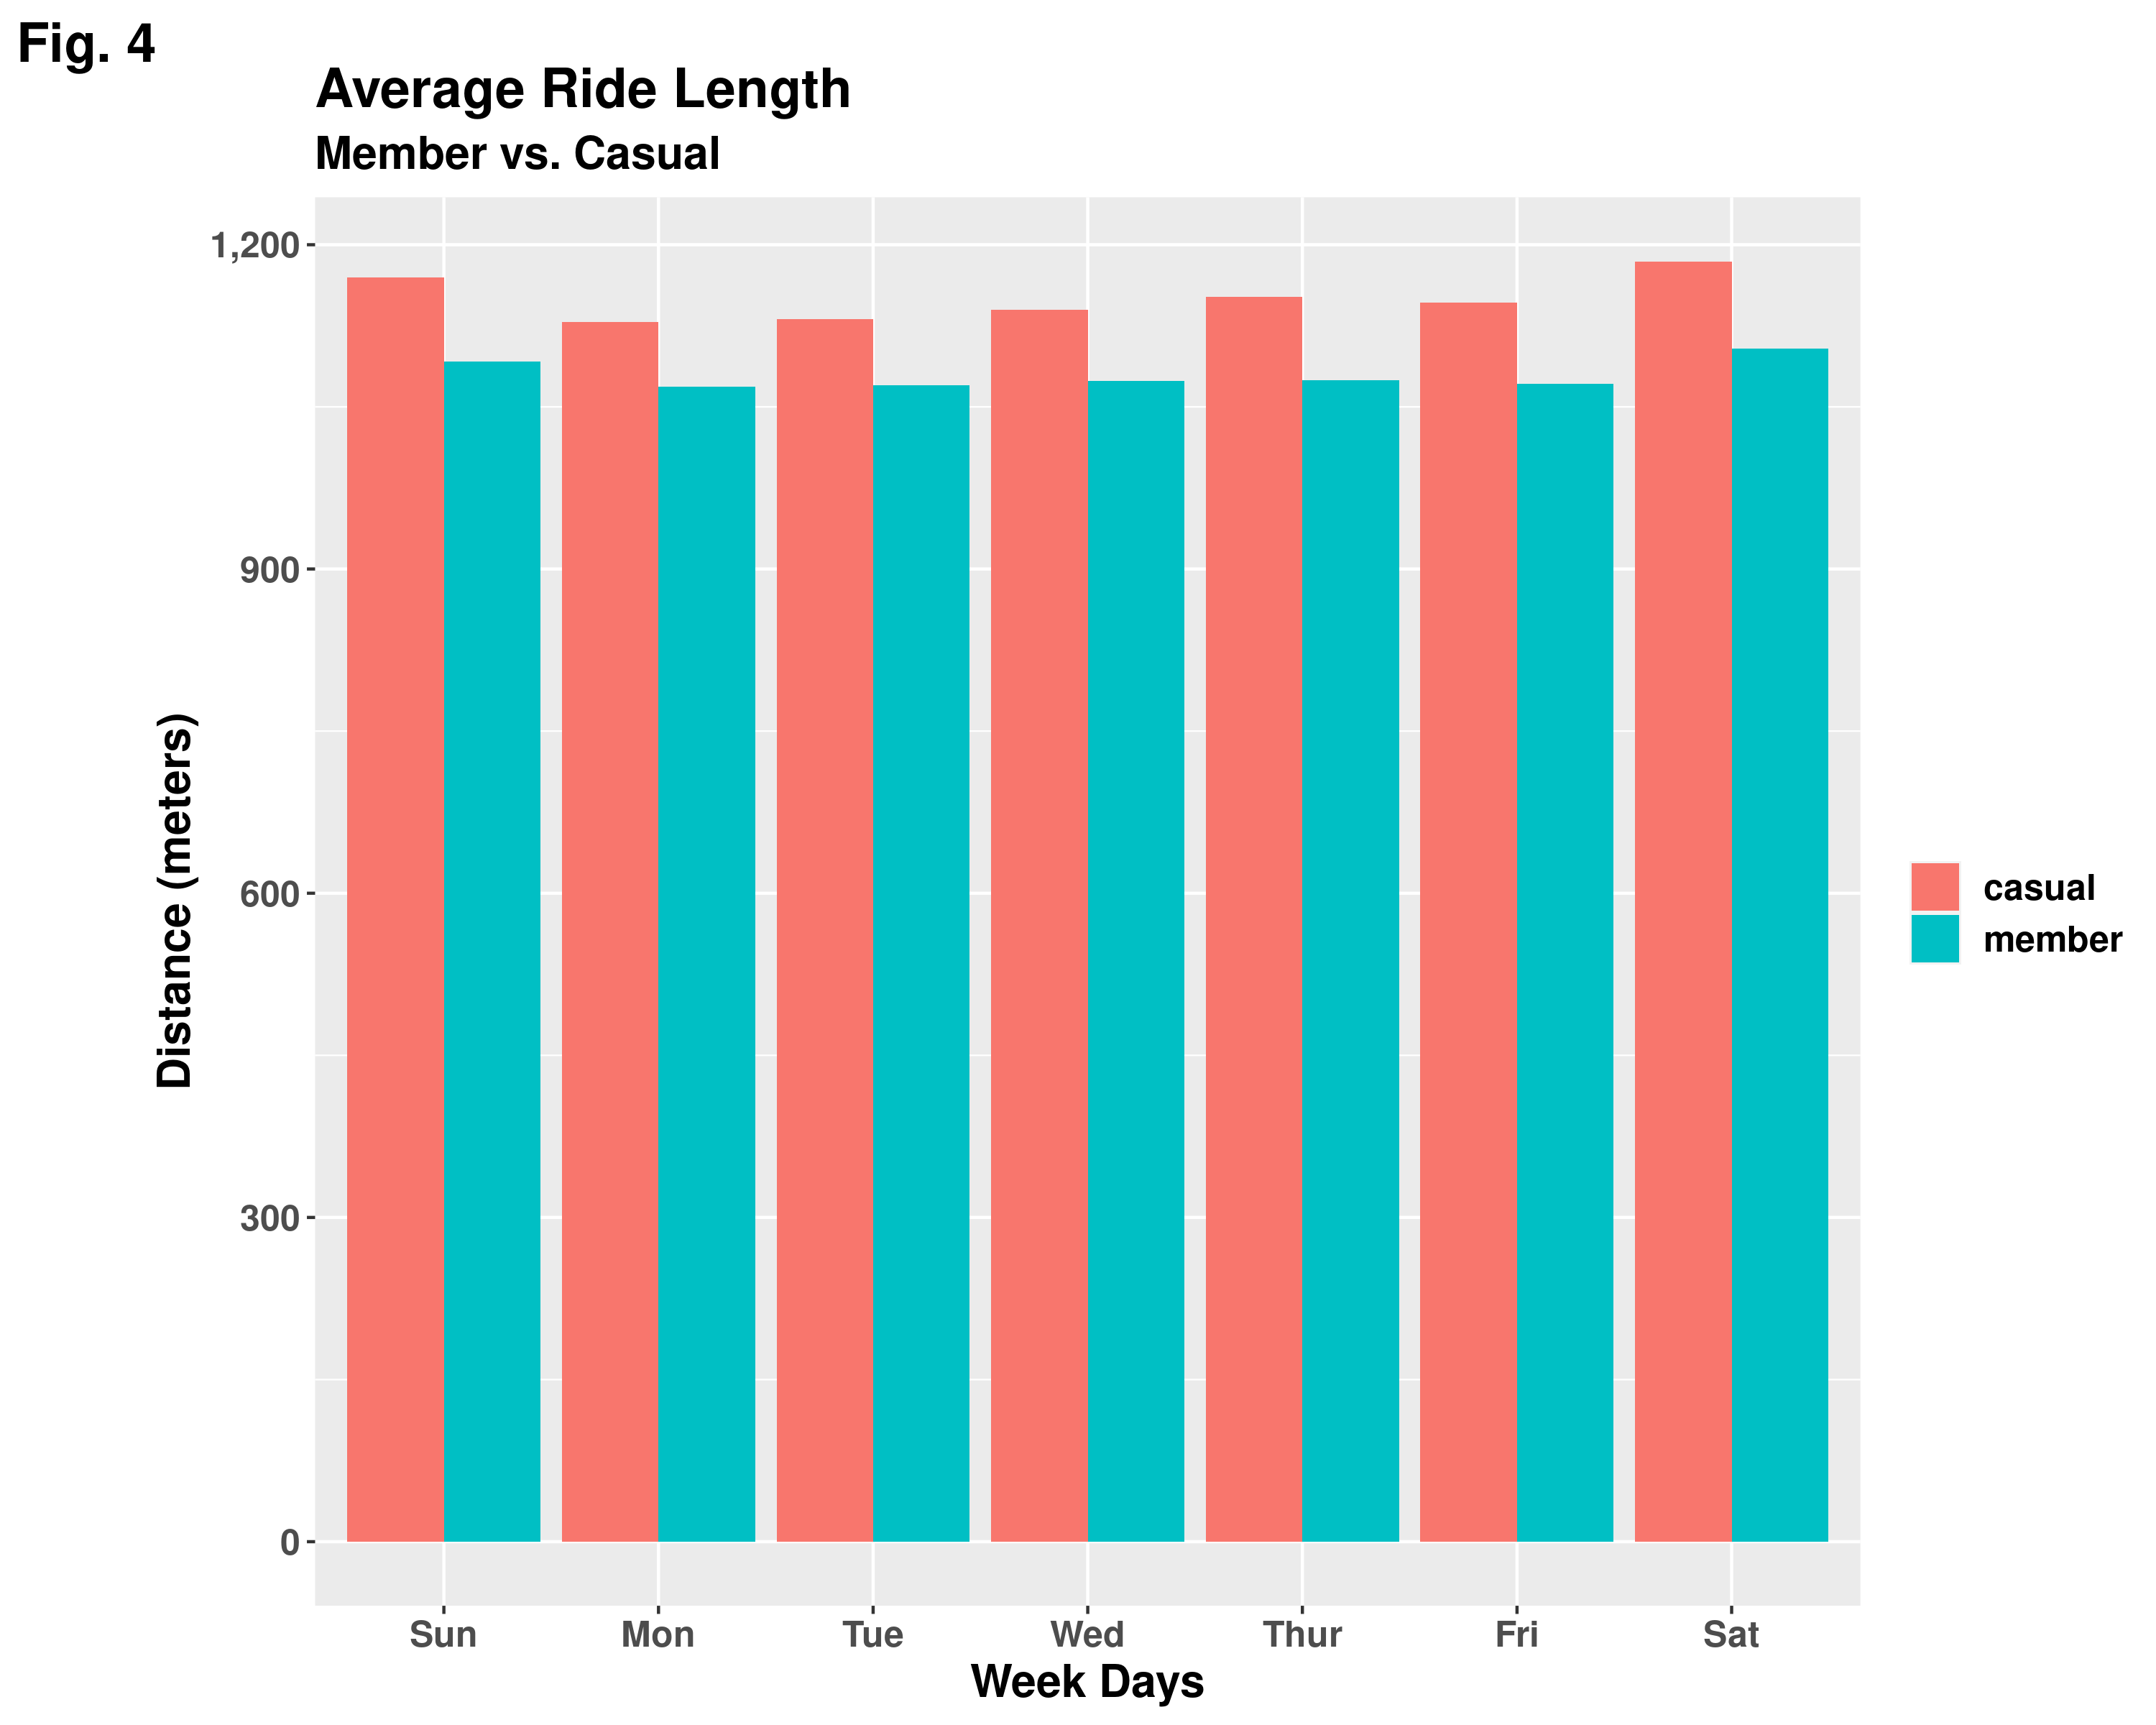 Fig. 4
Average Ride Length
Member vs. Casual
Distance (meters)
1,200
900
600
300
0
Sun Mon Tue Wed Thur Fri Sat
Week Days
casual
member